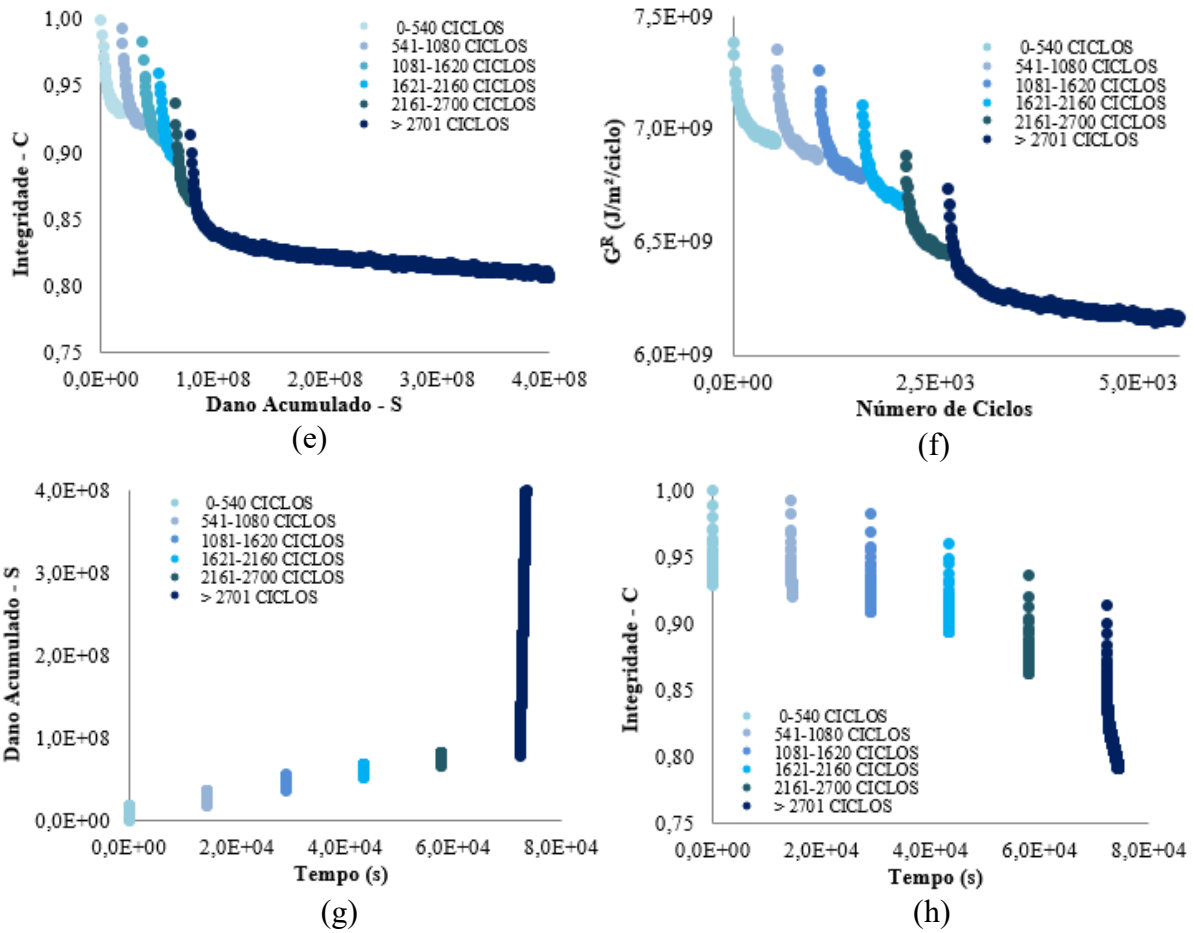 1,00
0,95
0,90
0,85
0,80
0,75
Integridade - C
0-540 CICLOS
541-1080 CICLOS
1081-1620 CICLOS
1621-2160 CICLOS
2161-2700 CICLOS
> 2701 CICLOS
0,0E+00 1,0E+08 2,0E+08 3,0E+08 4,0E+08
Dano Acumulado - S
(e)
7,5E+09
7,0E+09
6,5E+09
6,0E+09
Gᴿ (J/m²/ciclo)
0-540 CICLOS
541-1080 CICLOS
1081-1620 CICLOS
1621-2160 CICLOS
2161-2700 CICLOS
> 2701 CICLOS
0,0E+00 2,5E+03 5,0E+03
Número de Ciclos
(f)
4,0E+08
3,0E+08
2,0E+08
1,0E+08
0,0E+00
Dano Acumulado - S
0-540 CICLOS
541-1080 CICLOS
1081-1620 CICLOS
1621-2160 CICLOS
2161-2700 CICLOS
> 2701 CICLOS
0,0E+00 2,0E+04 4,0E+04 6,0E+04 8,0E+04
Tempo (s)
(g)
1,00
0,95
0,90
0,85
0,80
0,75
Integridade - C
0-540 CICLOS
541-1080 CICLOS
1081-1620 CICLOS
1621-2160 CICLOS
2161-2700 CICLOS
> 2701 CICLOS
0,0E+00 2,0E+04 4,0E+04 6,0E+04 8,0E+04
Tempo (s)
(h)